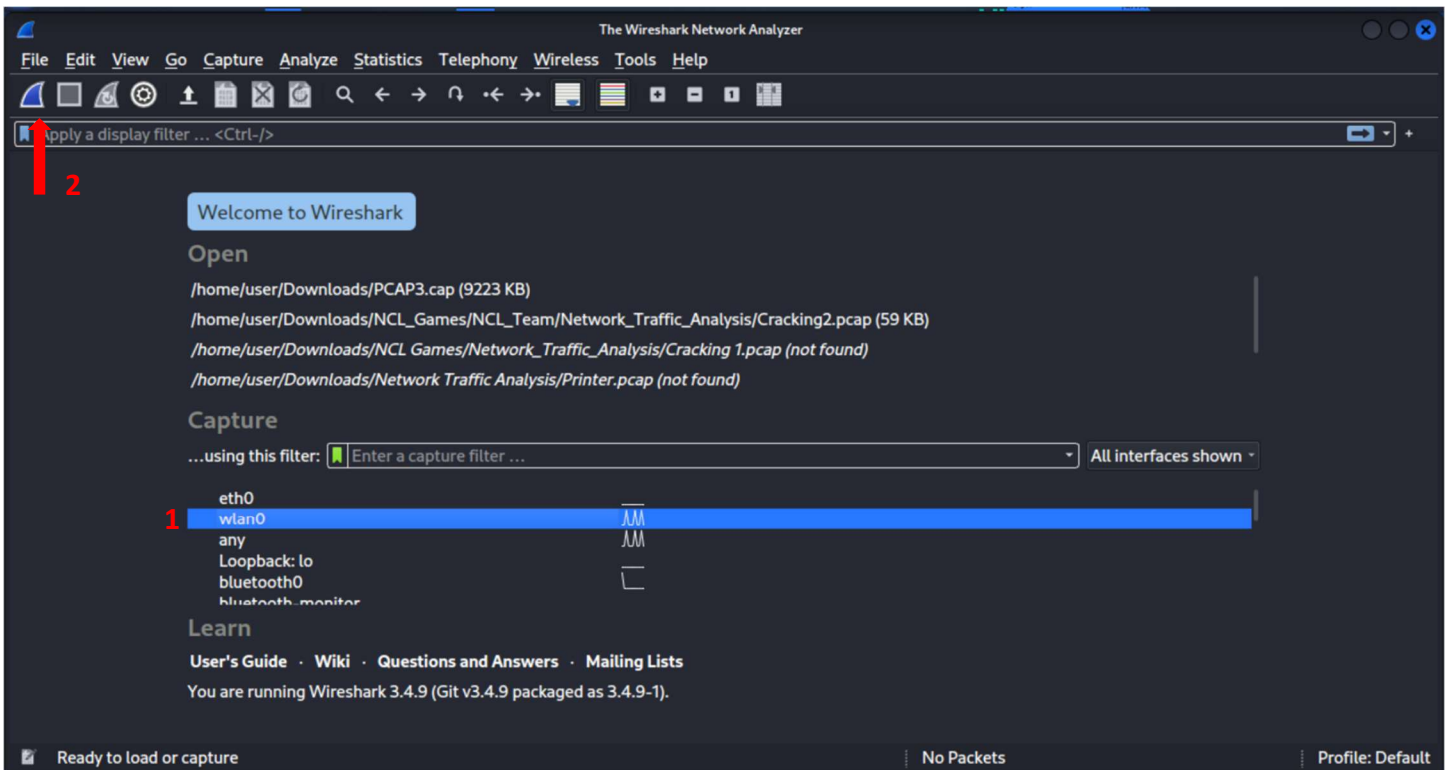 The Wireshark Network Analyzer
File Edit View Go Capture Analyze Statistics Telephony Wireless Tools Help
Apply a display filter ... <Ctrl-/>
2
Welcome to Wireshark
Open
/home/user/Downloads/PCAP3.cap (9223 KB)
/home/user/Downloads/NCL_Games/NCL_Team/Network_Traffic_Analysis/Cracking2.pcap (59 KB)
/home/user/Downloads/NCL Games/Network_Traffic_Analysis/Cracking 1.pcap (not found)
/home/user/Downloads/Network Traffic Analysis/Printer.pcap (not found)
Capture
...using this filter: Enter a capture filter ... All interfaces shown
eth0
1 wlan0
any
Loopback: lo
bluetooth0
bluetooth-monitor
Learn
User's Guide · Wiki · Questions and Answers · Mailing Lists
You are running Wireshark 3.4.9 (Git v3.4.9 packaged as 3.4.9-1).
Ready to load or capture No Packets Profile: Default